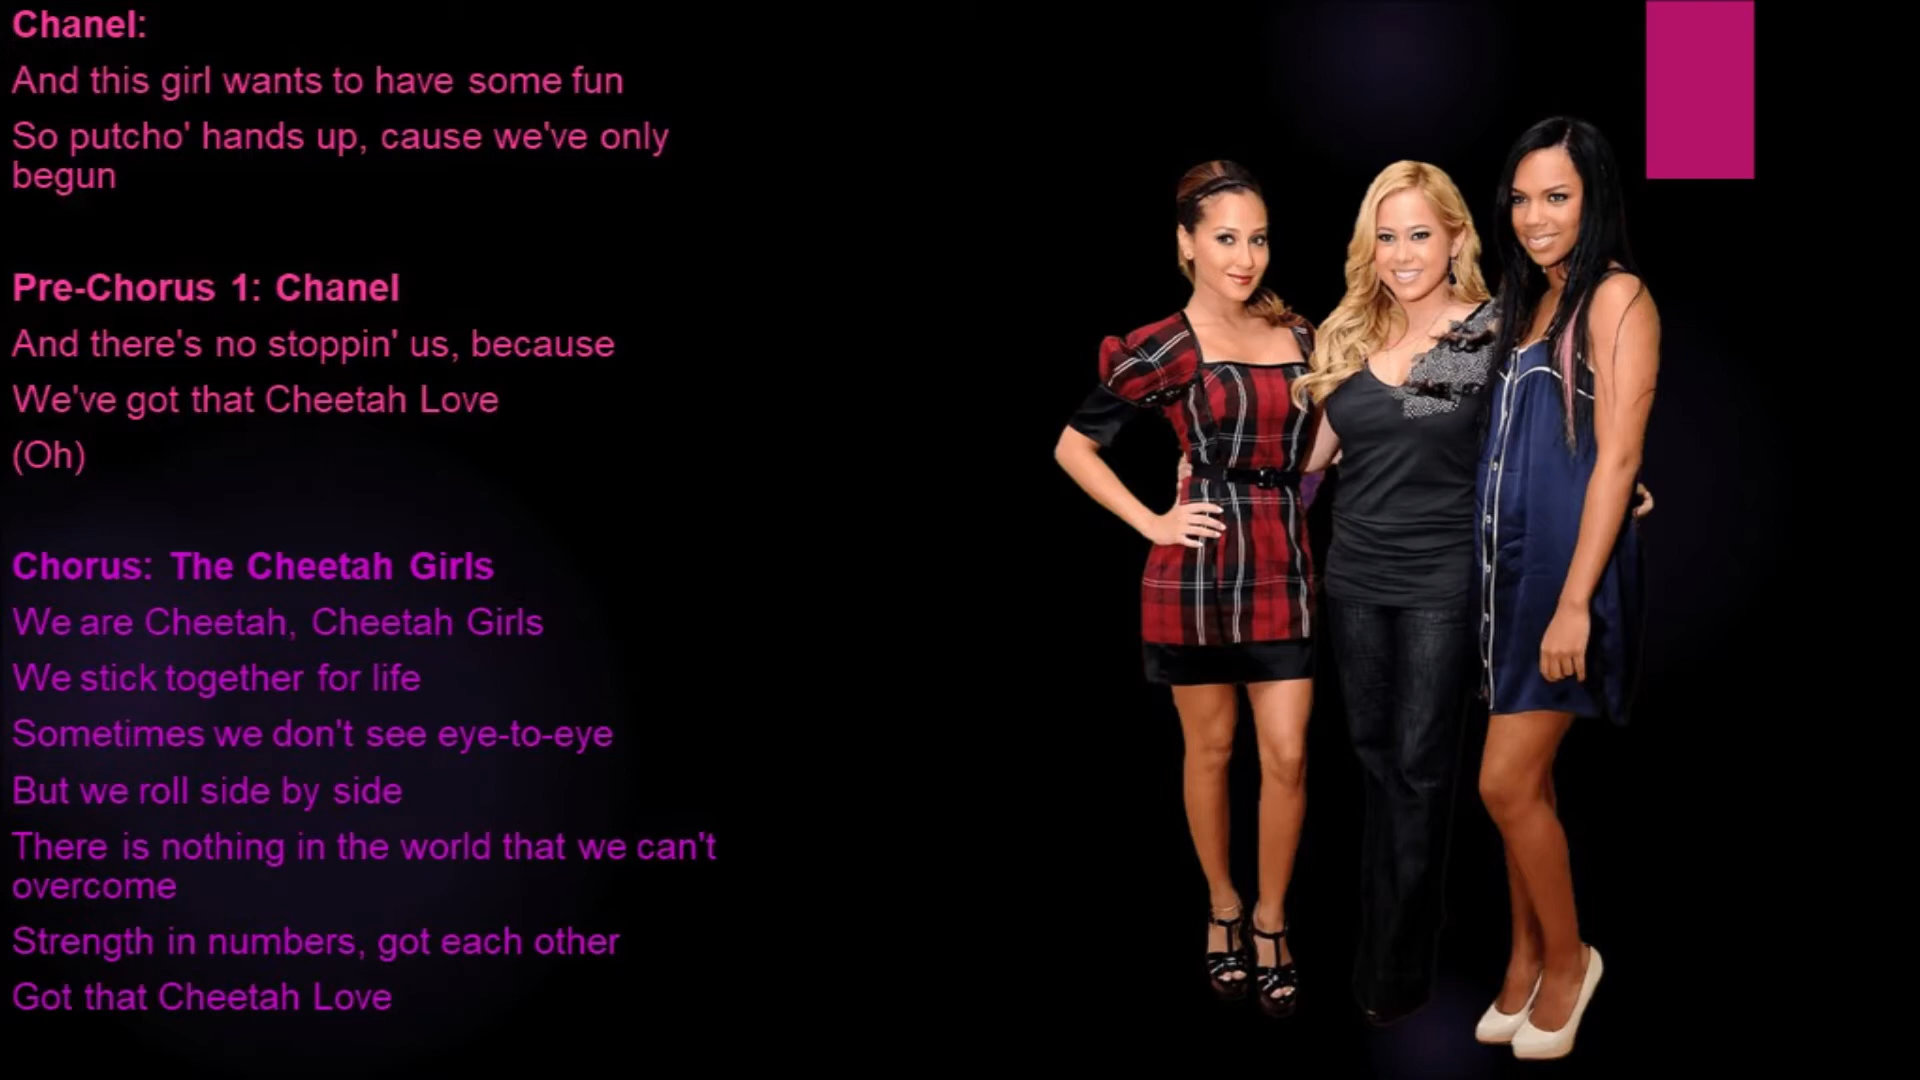 Chanel:
And this girl wants to have some fun
So putcho' hands up, cause we've only
begun
Pre-Chorus 1: Chanel
And there's no stoppin' us, because
We've got that Cheetah Love
(Oh)
Chorus: The Cheetah Girls
We are Cheetah, Cheetah Girls
We stick together for life
Sometimes we don't see eye-to-eye
But we roll side by side
There is nothing in the world that we can't
overcome
Strength in numbers, got each other
Got that Cheetah Love